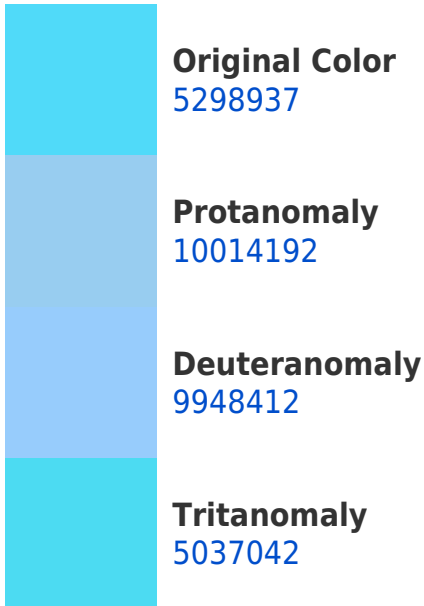 Original Color
5298937
Protanomaly
10014192
Deuteranomaly
9948412
Tritanomaly
5037042